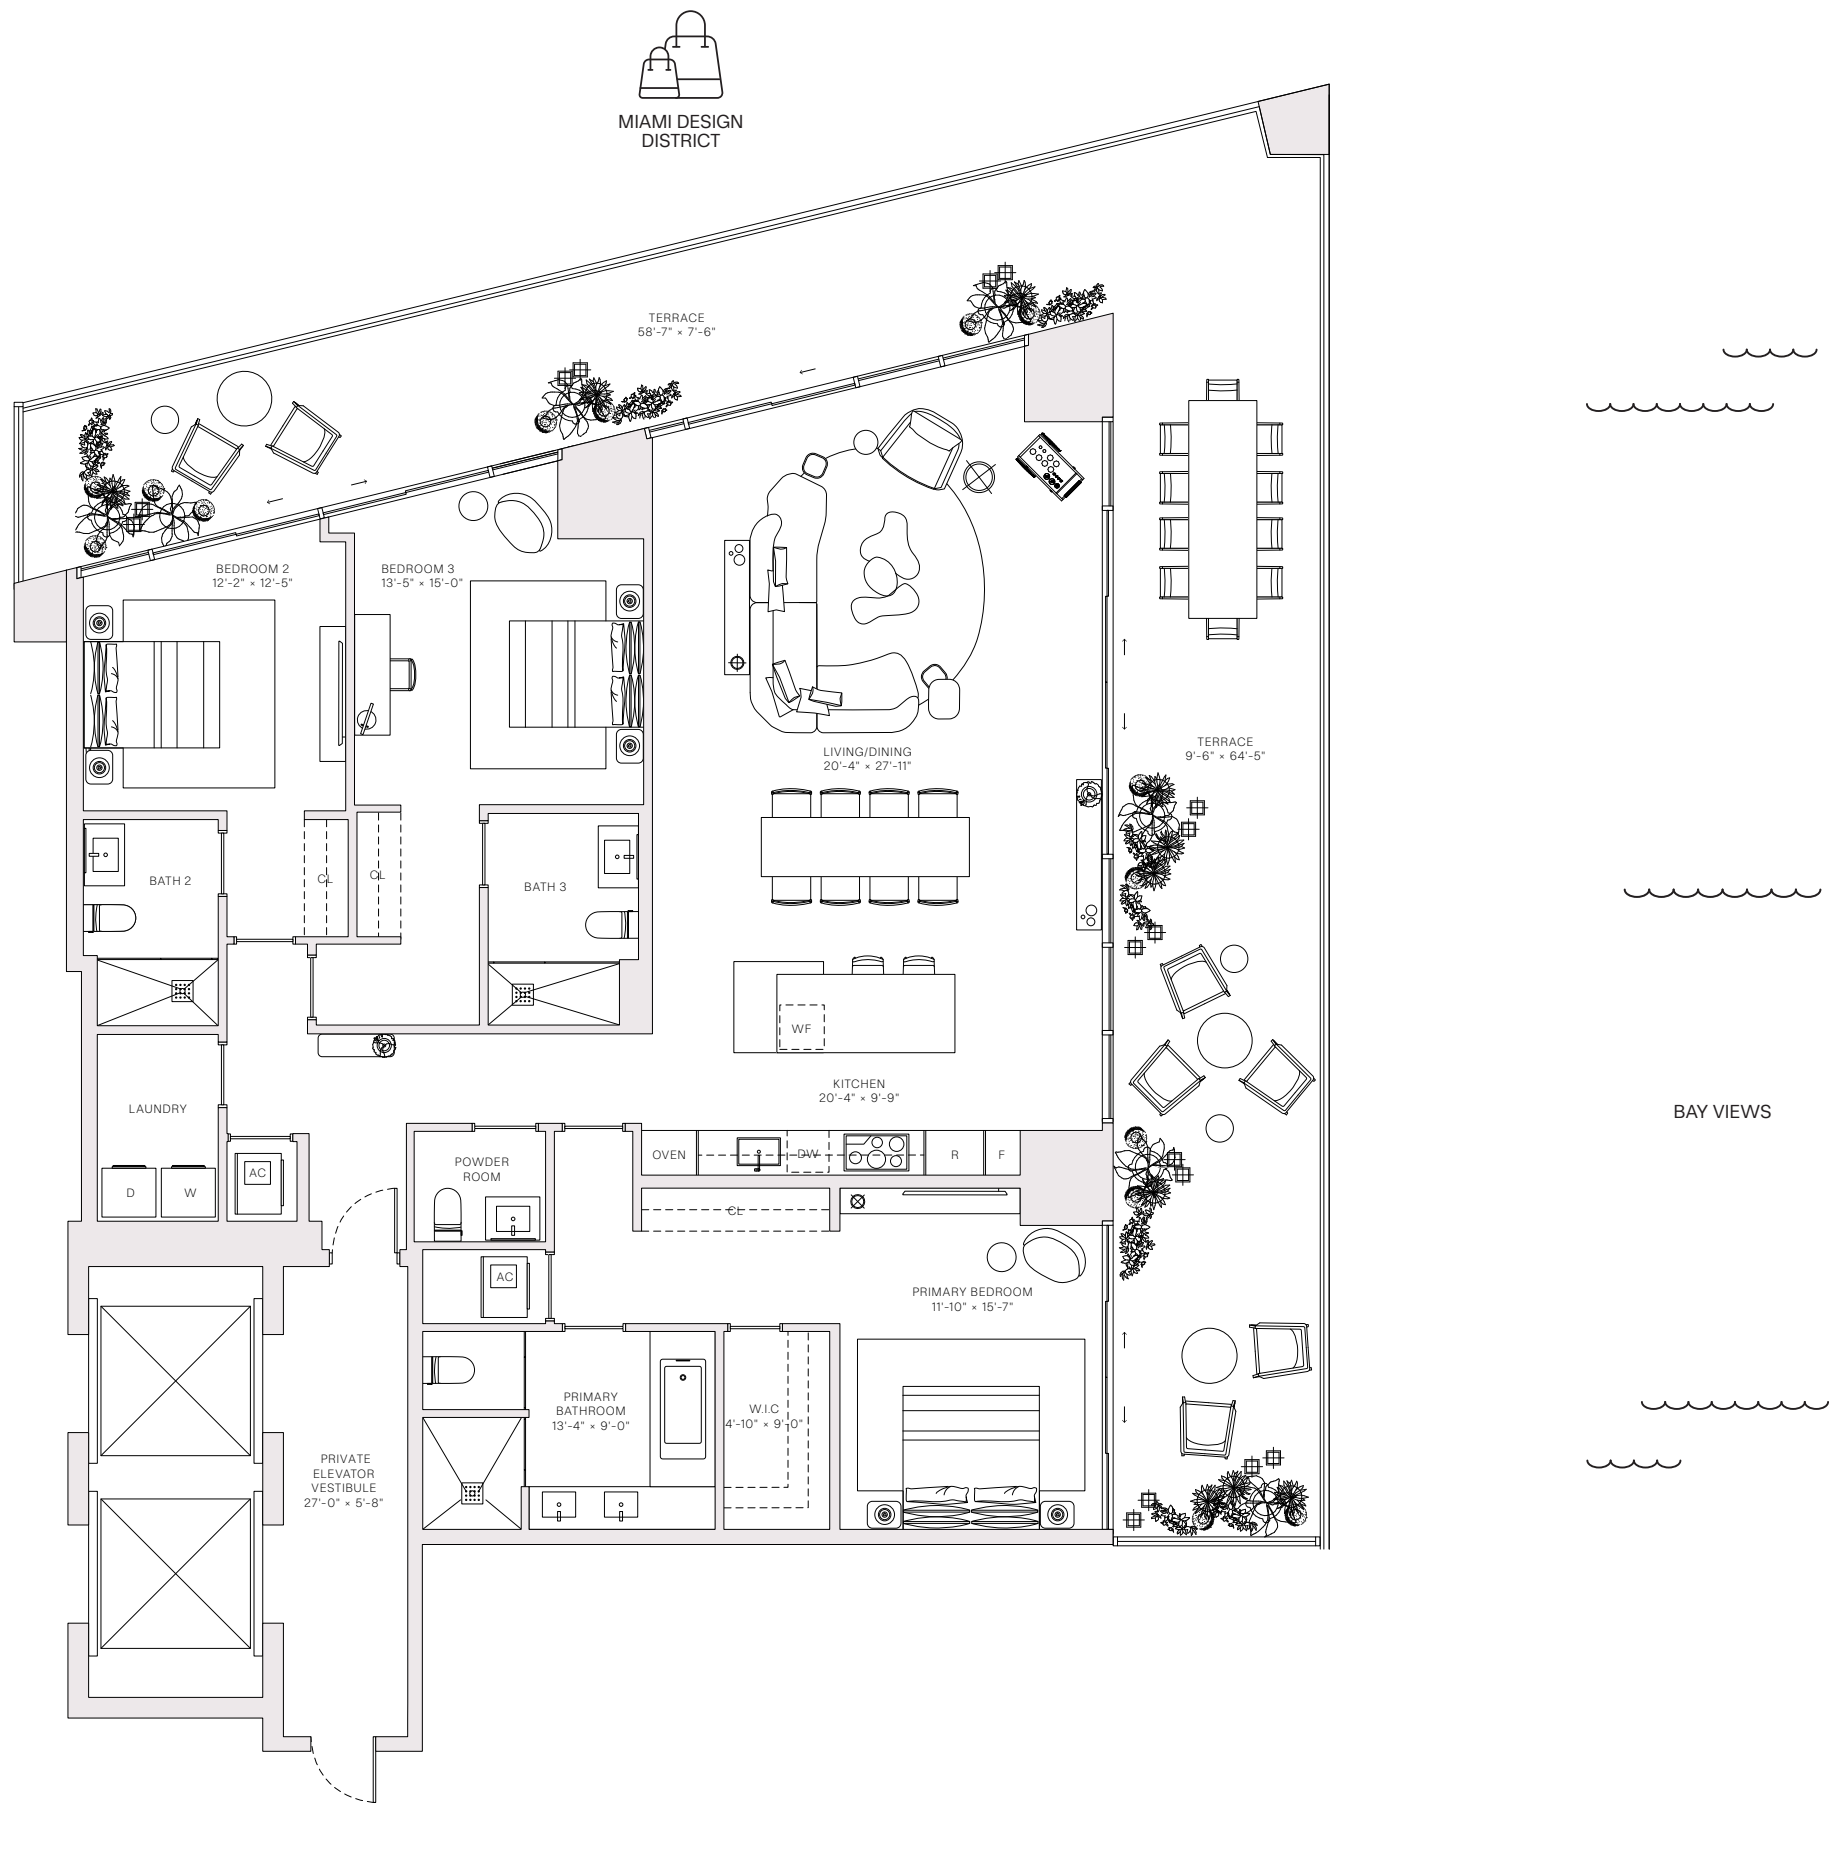 MIAMI DESIGN
DISTRICT
TERRACE
58'-7" × 7'-6"
BEDROOM 2
12'-2" × 12'-5"
BEDROOM 3
13'-5" × 15'-0"
LIVING/DINING
20'-4" × 27'-11"
TERRACE
9'-6" × 64'-5"
BATH 2
CL
CL
BATH 3
WF
KITCHEN
20'-4" × 9'-9"
BAY VIEWS
LAUNDRY
D
W
AC
POWDER
ROOM
OVEN
DW
R
F
CL
AC
PRIMARY BEDROOM
11'-10" × 15'-7"
PRIMARY
BATHROOM
13'-4" × 9'-0"
W.I.C
4'-10" × 9'-0"
PRIVATE
ELEVATOR
VESTIBULE
27'-0" × 5'-8"